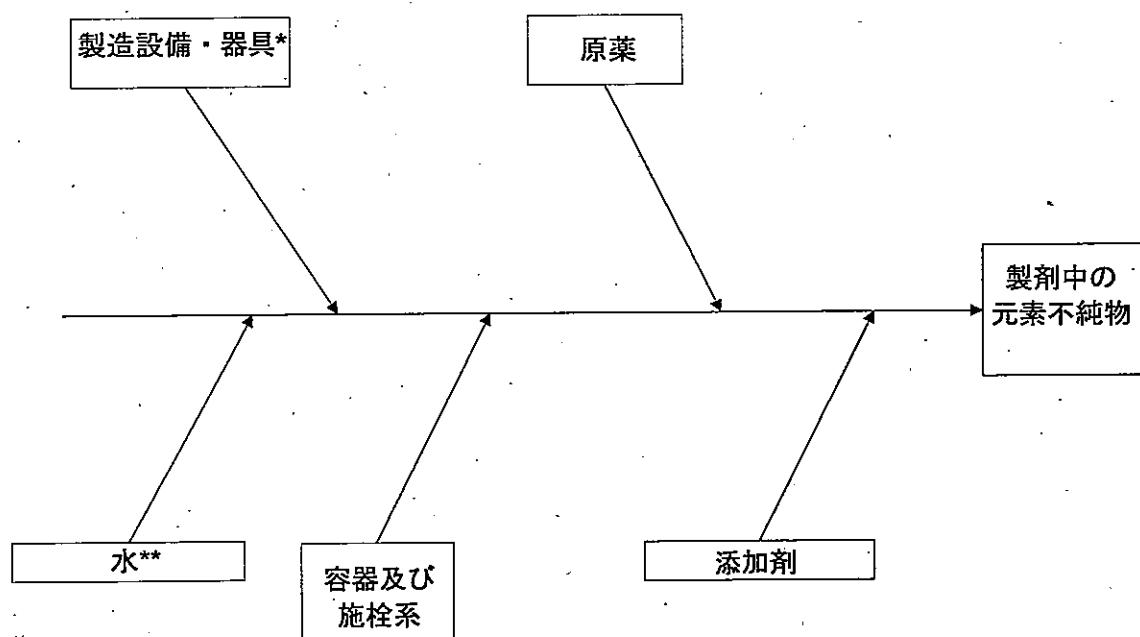 製造設備・器具*
原薬
製剤中の
元素不純物
水**
容器及び
施栓系
添加剤